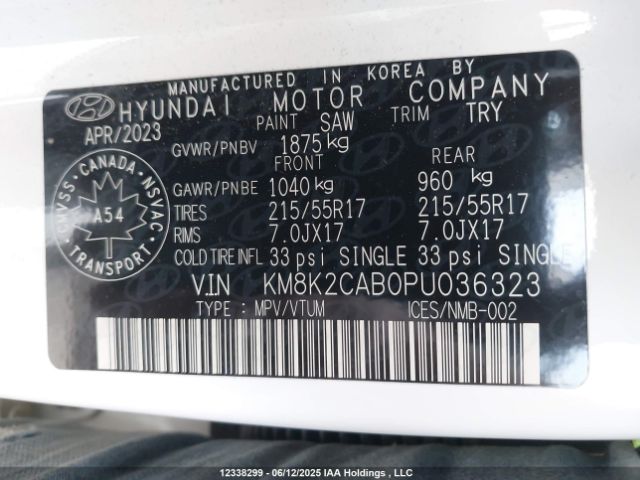 MANUFACTURED IN KOREA BY
HYUNDAI MOTOR COMPANY
APR/2023 PAINT SAW TRIM TRY
GVWR/PNBV 1875 kg
FRONT REAR
GAWR/PNBE 1040 kg 960 kg
TIRES 215/55R17 215/55R17
RIMS 7.0JX17 7.0JX17
COLD TIRE INFL 33 psi SINGLE 33 psi SINGLE
VIN KM8K2CAB0PU036323
TYPE : MPV/VTUM ICES/NMB-002
CMVSS · CANADA · NSVAC
A54
TRANSPORT
12338299 - 06/12/2025 IAA Holdings , LLC